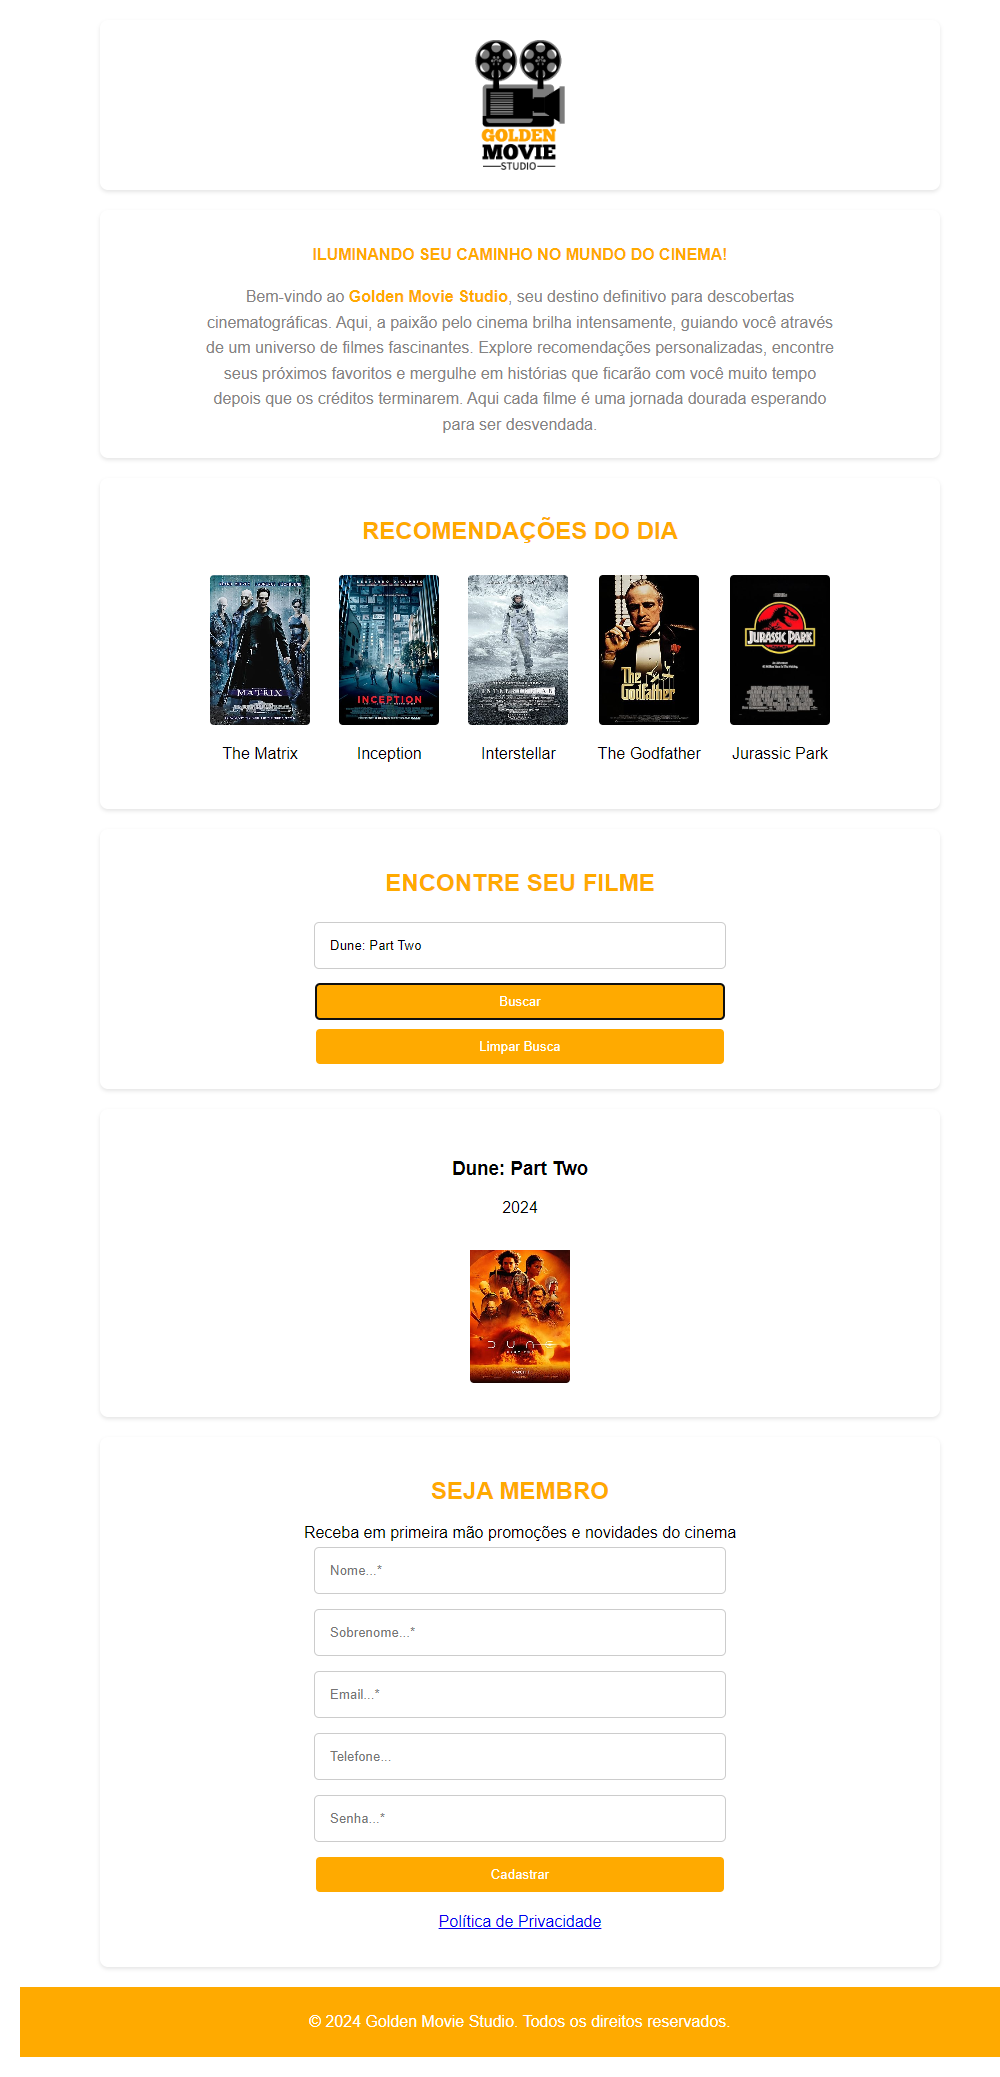 GOLDEN
MOVIE
STUDIO
ILUMINANDO SEU CAMINHO NO MUNDO DO CINEMA!
Bem-vindo ao Golden Movie Studio, seu destino definitivo para descobertas
cinematográficas. Aqui, a paixão pelo cinema brilha intensamente, guiando você através
de um universo de filmes fascinantes. Explore recomendações personalizadas, encontre
seus próximos favoritos e mergulhe em histórias que ficarão com você muito tempo
depois que os créditos terminarem. Aqui cada filme é uma jornada dourada esperando
para ser desvendada.
RECOMENDAÇÕES DO DIA
MATRIX
INCEPTION
The Godfather
JURASSIC PARK
The Matrix
Inception
Interstellar
The Godfather
Jurassic Park
ENCONTRE SEU FILME
Dune: Part Two
Buscar
Limpar Busca
Dune: Part Two
2024
DUNE
SEJA MEMBRO
Receba em primeira mão promoções e novidades do cinema
Nome...*
Sobrenome...*
Email...*
Telefone...
Senha...*
Cadastrar
Política de Privacidade
© 2024 Golden Movie Studio. Todos os direitos reservados.